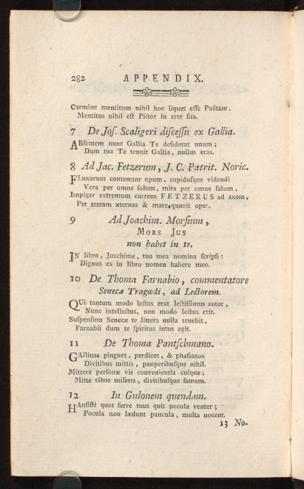 282 APPENDIX.
Carmine mentitum nihil hoc liquet esse Poëtam,
Mentitus nihil est Pictor in arte sua.
7 De Jos. Scaligeri discessu ex Gallia.
ABsentem nunc Gallia Te desiderat unum;
Dum tua Te tenuit Gallia, nullus eras.
8 Ad Jac. Fetzerum, J. C. Patrit. Noric.
FLuxarum contemtor opum, cupidusque videndi
Vera per omne solum, mira per omne salum,
Impiger extremum currens FETZERUS ad axem,
Per terram æternas & mare quærit opes.
9 Ad Joachim. Morsium,
MORS JUS
non habet in te.
IN libro, Joachime, tuo mea nomina scripsi:
Dignus es in libro nomen habere meo.
10 De Thoma Farnabio, commentatore
Senecæ Tragœdi, ad Lectorem.
QUi tantum modo lectus erat lectissimus autor,
Nunc intellectus, non modo lectus erit.
Suspensum Senecæ te littera nulla tenebit,
Farnabii dum te spiritus intus agit.
11 De Thoma Pantschmano.
GAllinas pingues, perdices, & phasianos
Divitibus mittis, pauperibusque nihil.
Mittere personæ vis convenientia cuique;
Mitte cibos miseris, divitibusque famem.
12 In Gulonem quendam.
HAusisti quot ferre tuus quit pocula venter;
Pocula non lædunt paucula, multa nocent.
13 No-